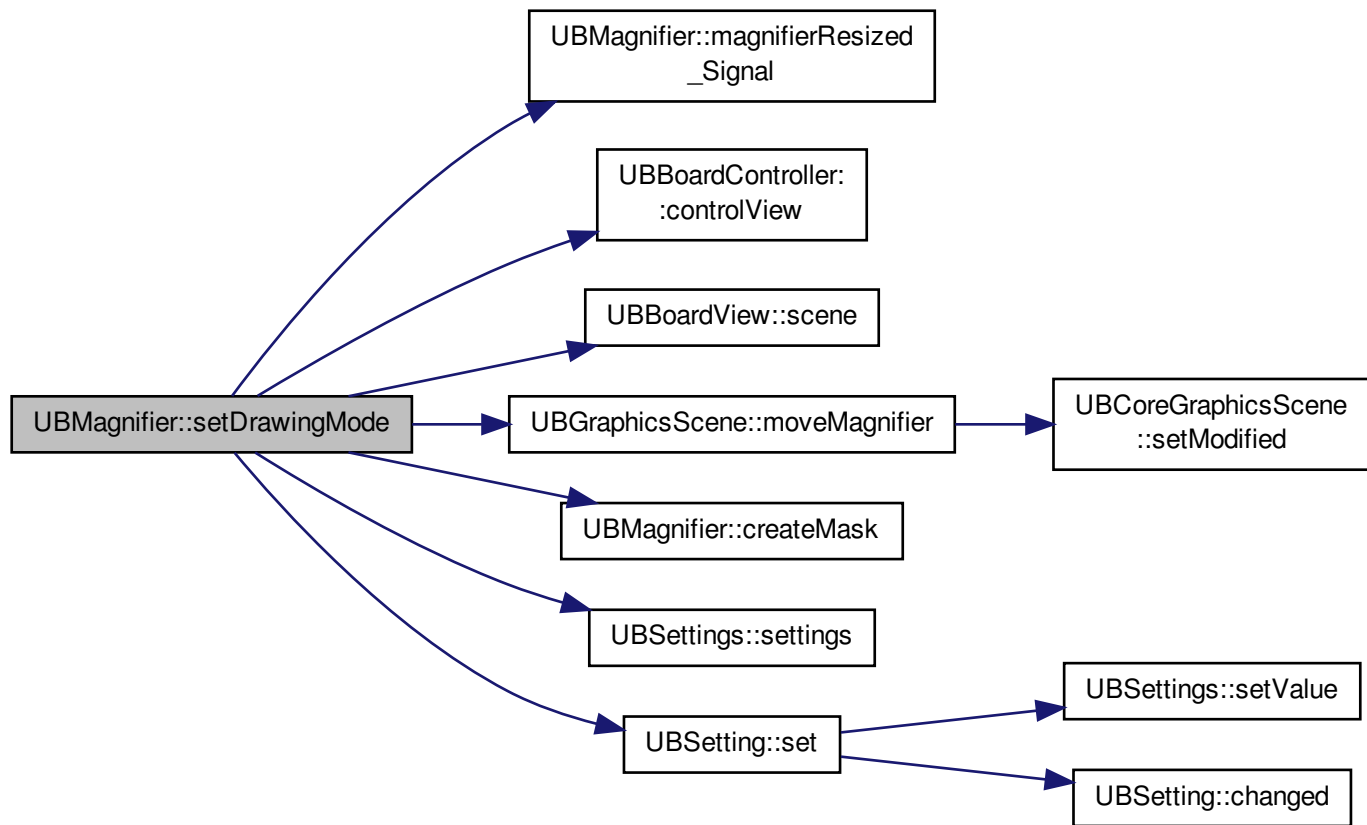 UBMagnifier::magnifierResized
_Signal
UBBoardController:
:controlView
UBBoardView::scene
UBMagnifier::setDrawingMode
UBGraphicsScene::moveMagnifier
UBCoreGraphicsScene
::setModified
UBMagnifier::createMask
UBSettings::settings
UBSetting::set
UBSettings::setValue
UBSetting::changed